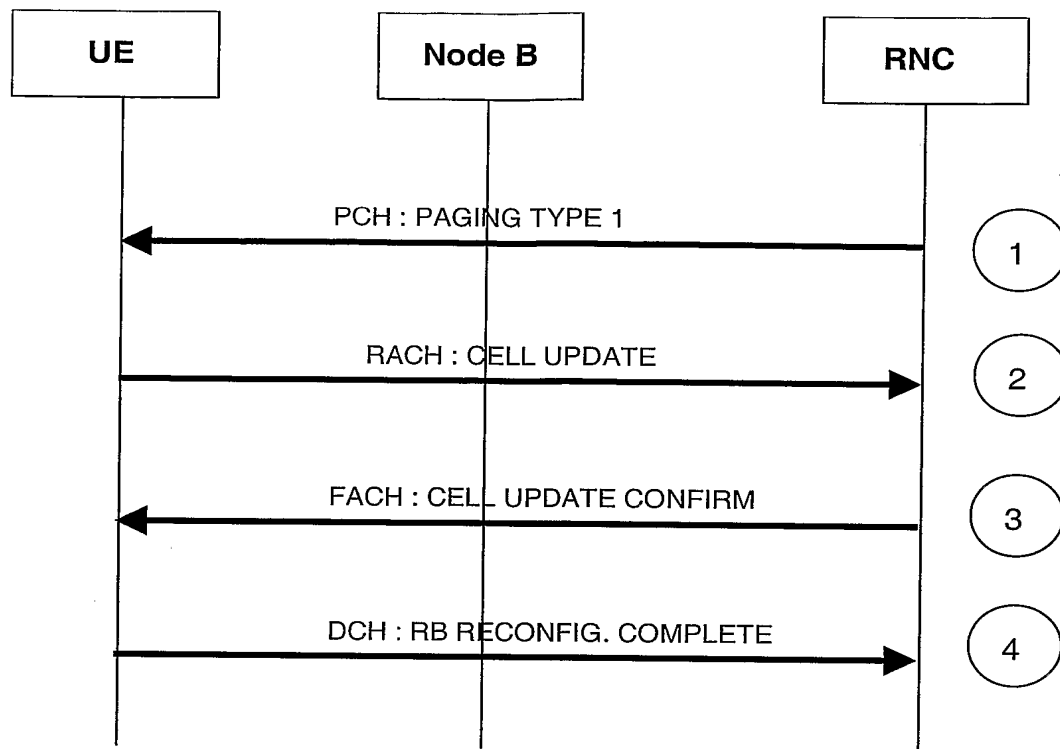 UE
Node B
RNC
PCH : PAGING TYPE 1
1
RACH : CELL UPDATE
2
FACH : CELL UPDATE CONFIRM
3
DCH : RB RECONFIG. COMPLETE
4